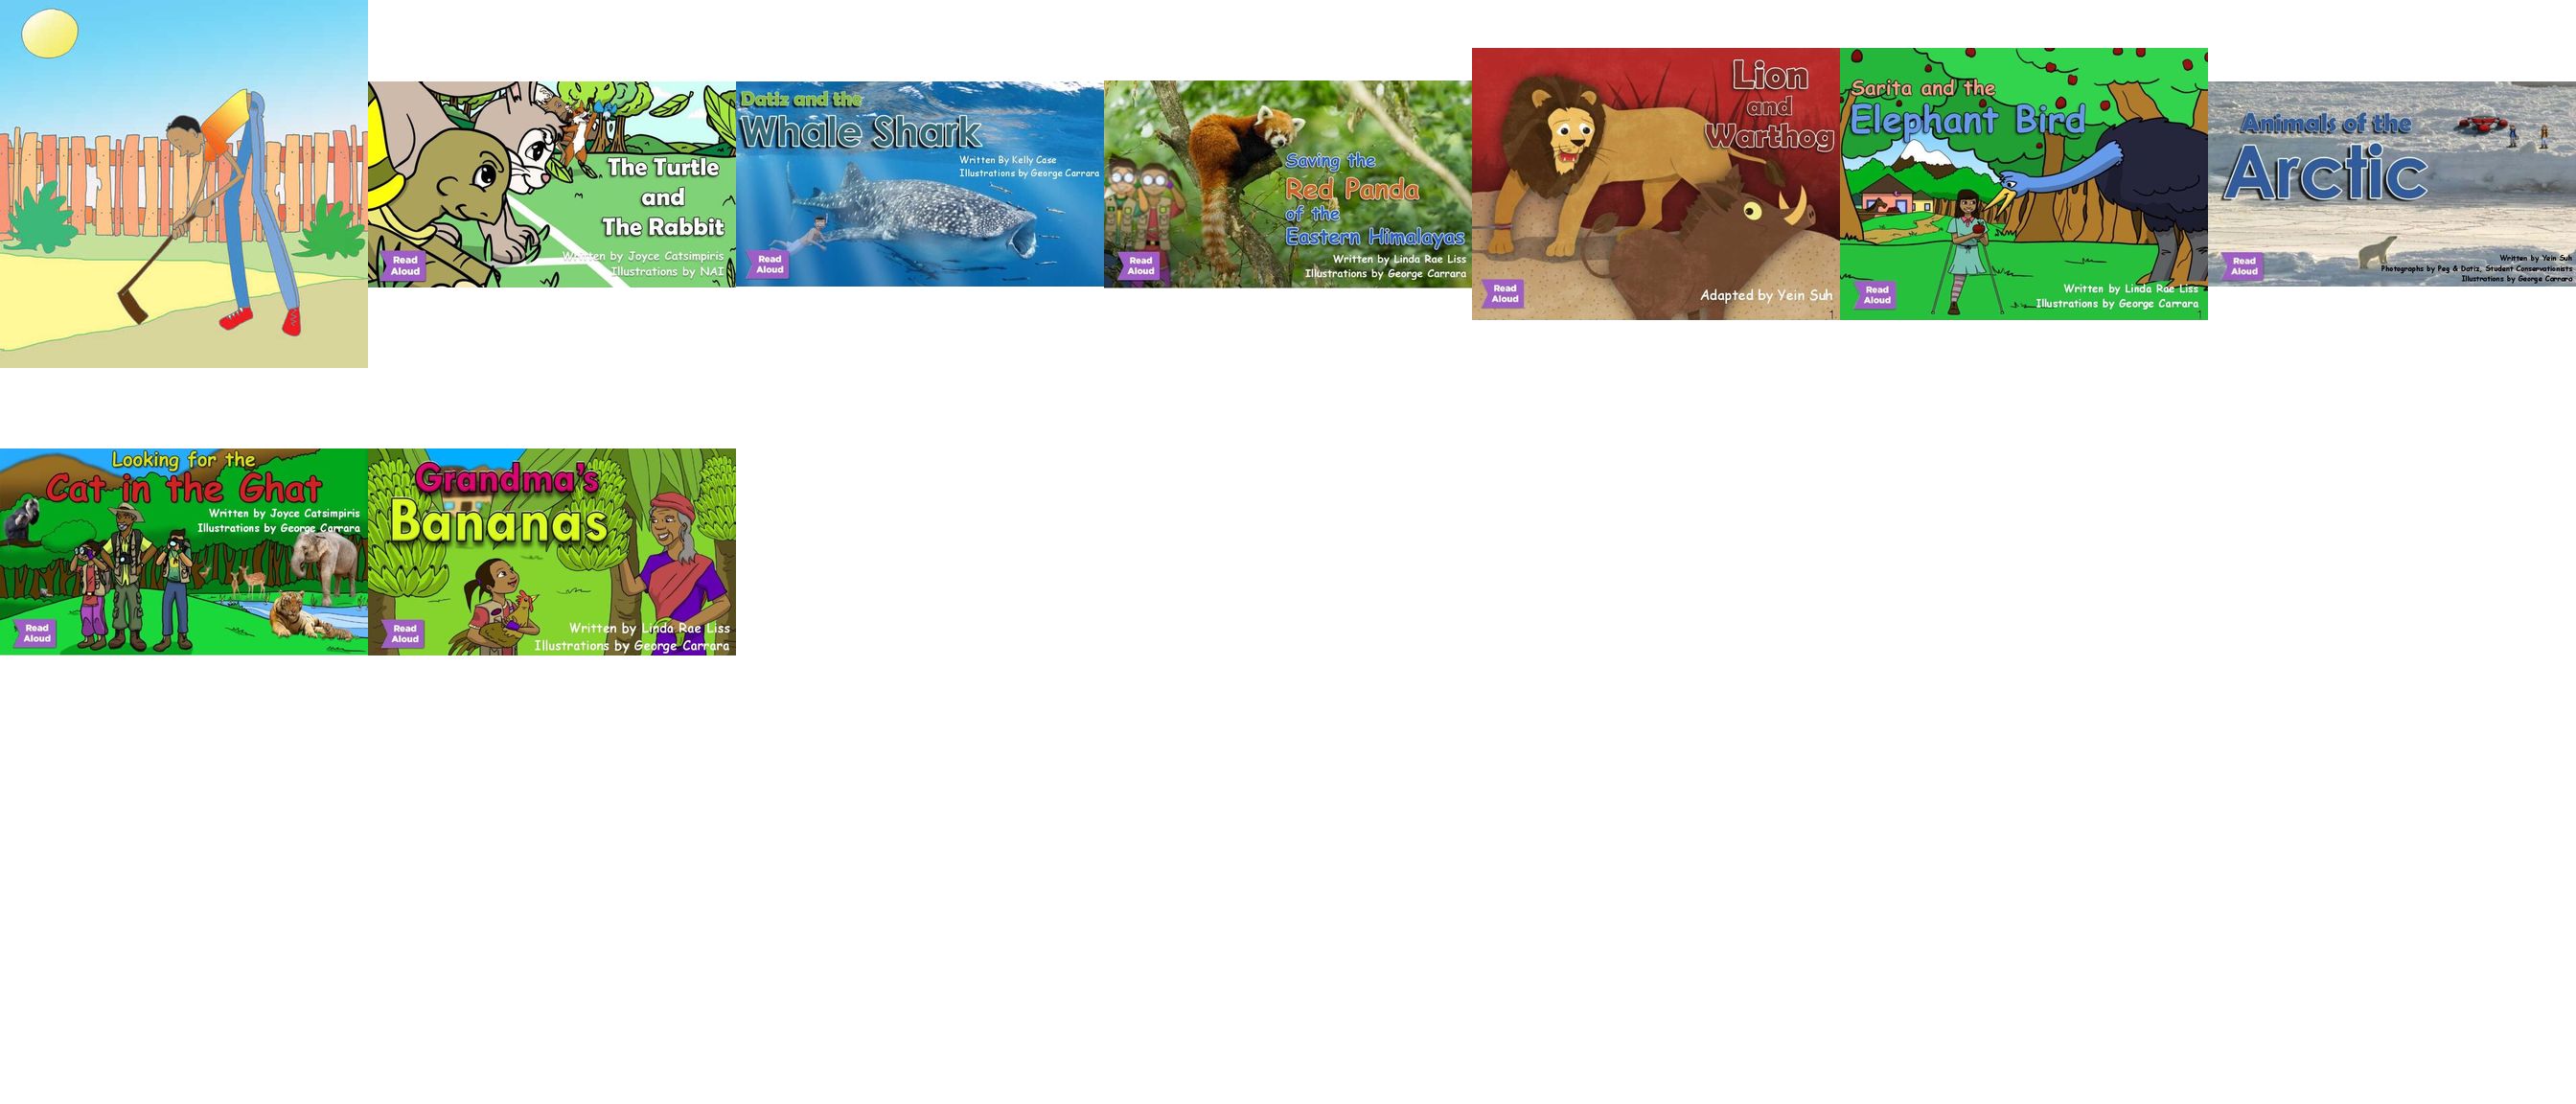 The Turtle
and
The Rabbit
Written by Joyce Catsimpiris
Illustrations by NAI
Read
Aloud
Datiz and the
Whale Shark
Written By Kelly Case
Illustrations by George Carrara
Read
Aloud
Saving the
Red Panda
of the
Eastern Himalayas
Written by Linda Rae Liss
Illustrations by George Carrara
Read
Aloud
Lion
and
Warthog
Adapted by Yein Suh
Read
Aloud
1
Sarita and the
Elephant Bird
Written by Linda Rae Liss
Illustrations by George Carrara
Read
Aloud
1
Animals of the
Arctic
Written by Yein Suh
Photographs by Peg & Datiz, Student Conservationists
Illustrations by George Carrara
Read
Aloud
Looking for the
Cat in the Ghat
Written by Joyce Catsimpiris
Illustrations by George Carrara
Read
Aloud
Grandma's
Bananas
Written by Linda Rae Liss
Illustrations by George Carrara
Read
Aloud